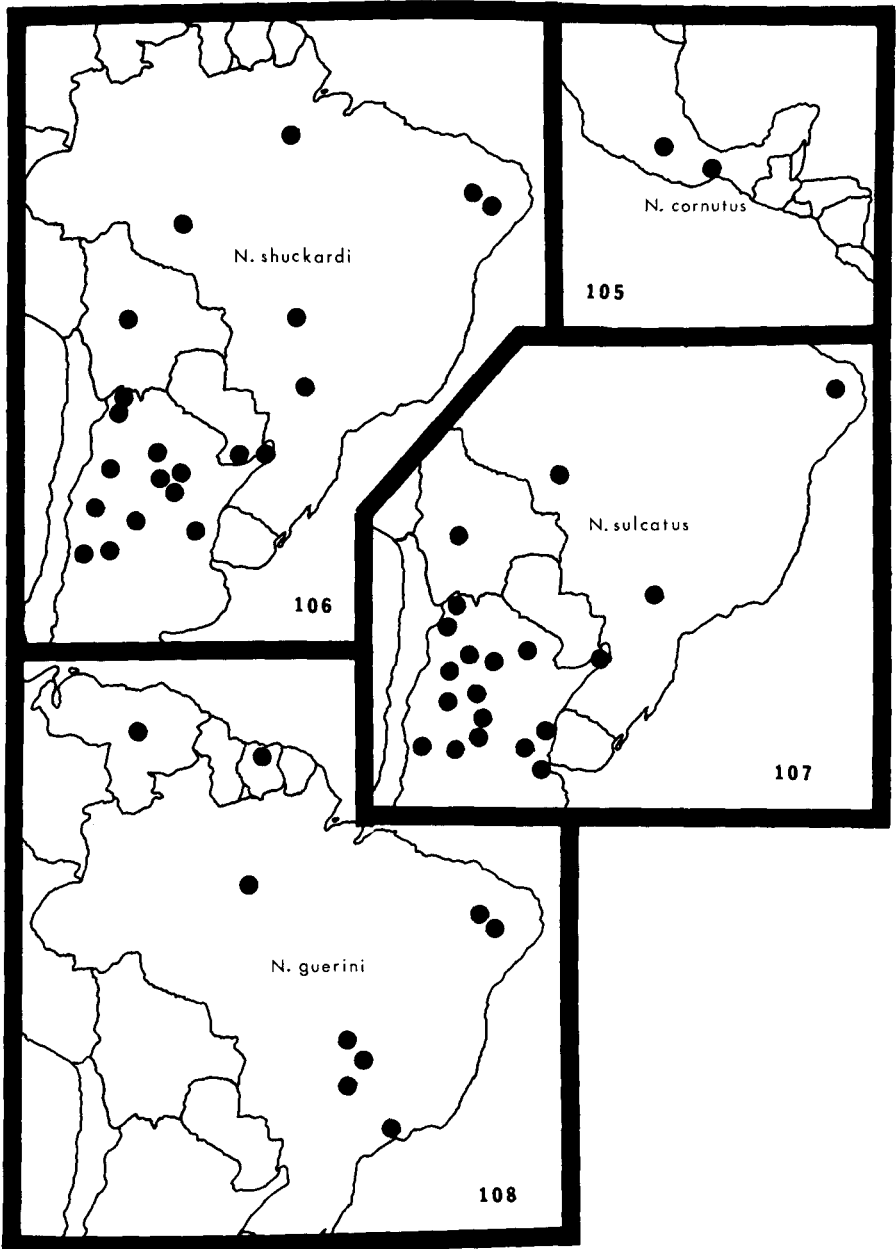 N. shuckardi
106
N. cornutus
105
N. sulcatus
107
N. guerini
108